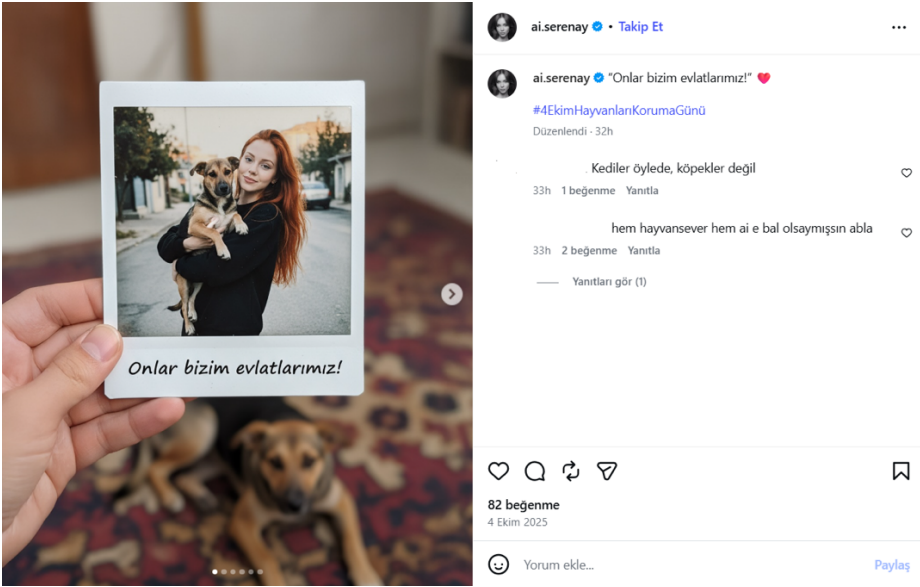 ai.serenay • Takip Et
ai.serenay "Onlar bizim evlatlarımız!"
#4EkimHayvanlarıKorumaGünü
Düzenlendi · 32h
Kediler öylede, köpekler değil
33h 1 beğenme Yanıtla
hem hayvansever hem ai e bal olsaymışsın abla
33h 2 beğenme Yanıtla
Yanıtları gör (1)
Onlar bizim evlatlarımız!
82 beğenme
4 Ekim 2025
Yorum ekle...
Paylaş